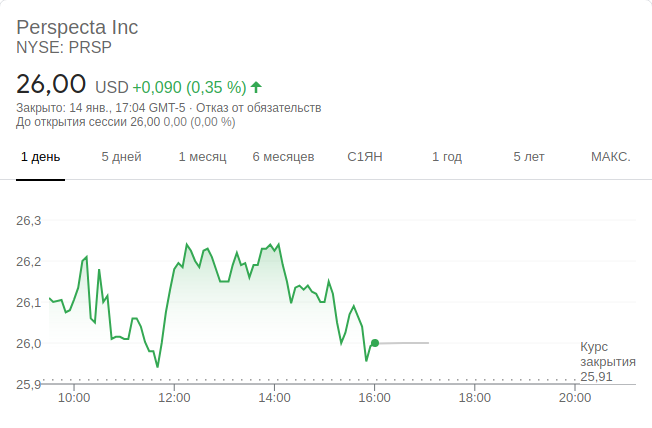 Perspecta Inc
NYSE: PRSP
26,00 USD +0,090 (0,35 %)
Закрыто: 14 янв., 17:04 GMT-5 · Отказ от обязательств
До открытия сессии 26,00 0,00 (0,00 %)
1 день 5 дней 1 месяц 6 месяцев С1ЯН 1 год 5 лет МАКС.
26,3
26,2
26,1
26,0
Курс
закрытия
25,91
25,9
10:00 12:00 14:00 16:00 18:00 20:00